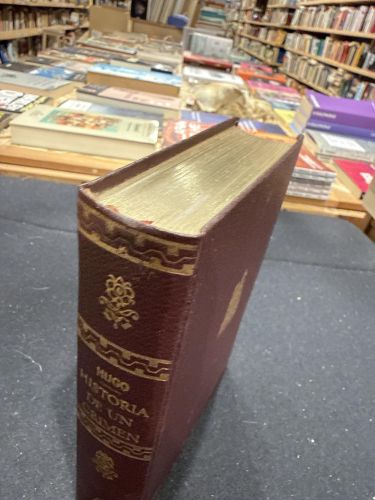 HUGO
HISTORIA
DE UN
CRIMEN